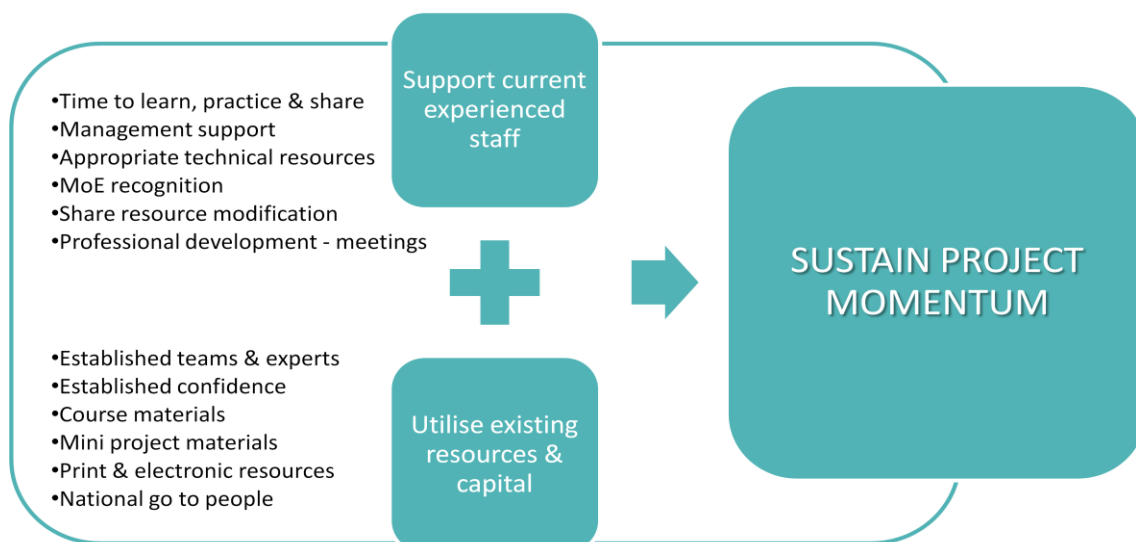 •Time to learn, practice & share
•Management support
•Appropriate technical resources
•MoE recognition
•Share resource modification
•Professional development - meetings
Support current
experienced
staff
•Established teams & experts
•Established confidence
•Course materials
•Mini project materials
•Print & electronic resources
•National go to people
Utilise existing
resources &
capital
SUSTAIN PROJECT
MOMENTUM